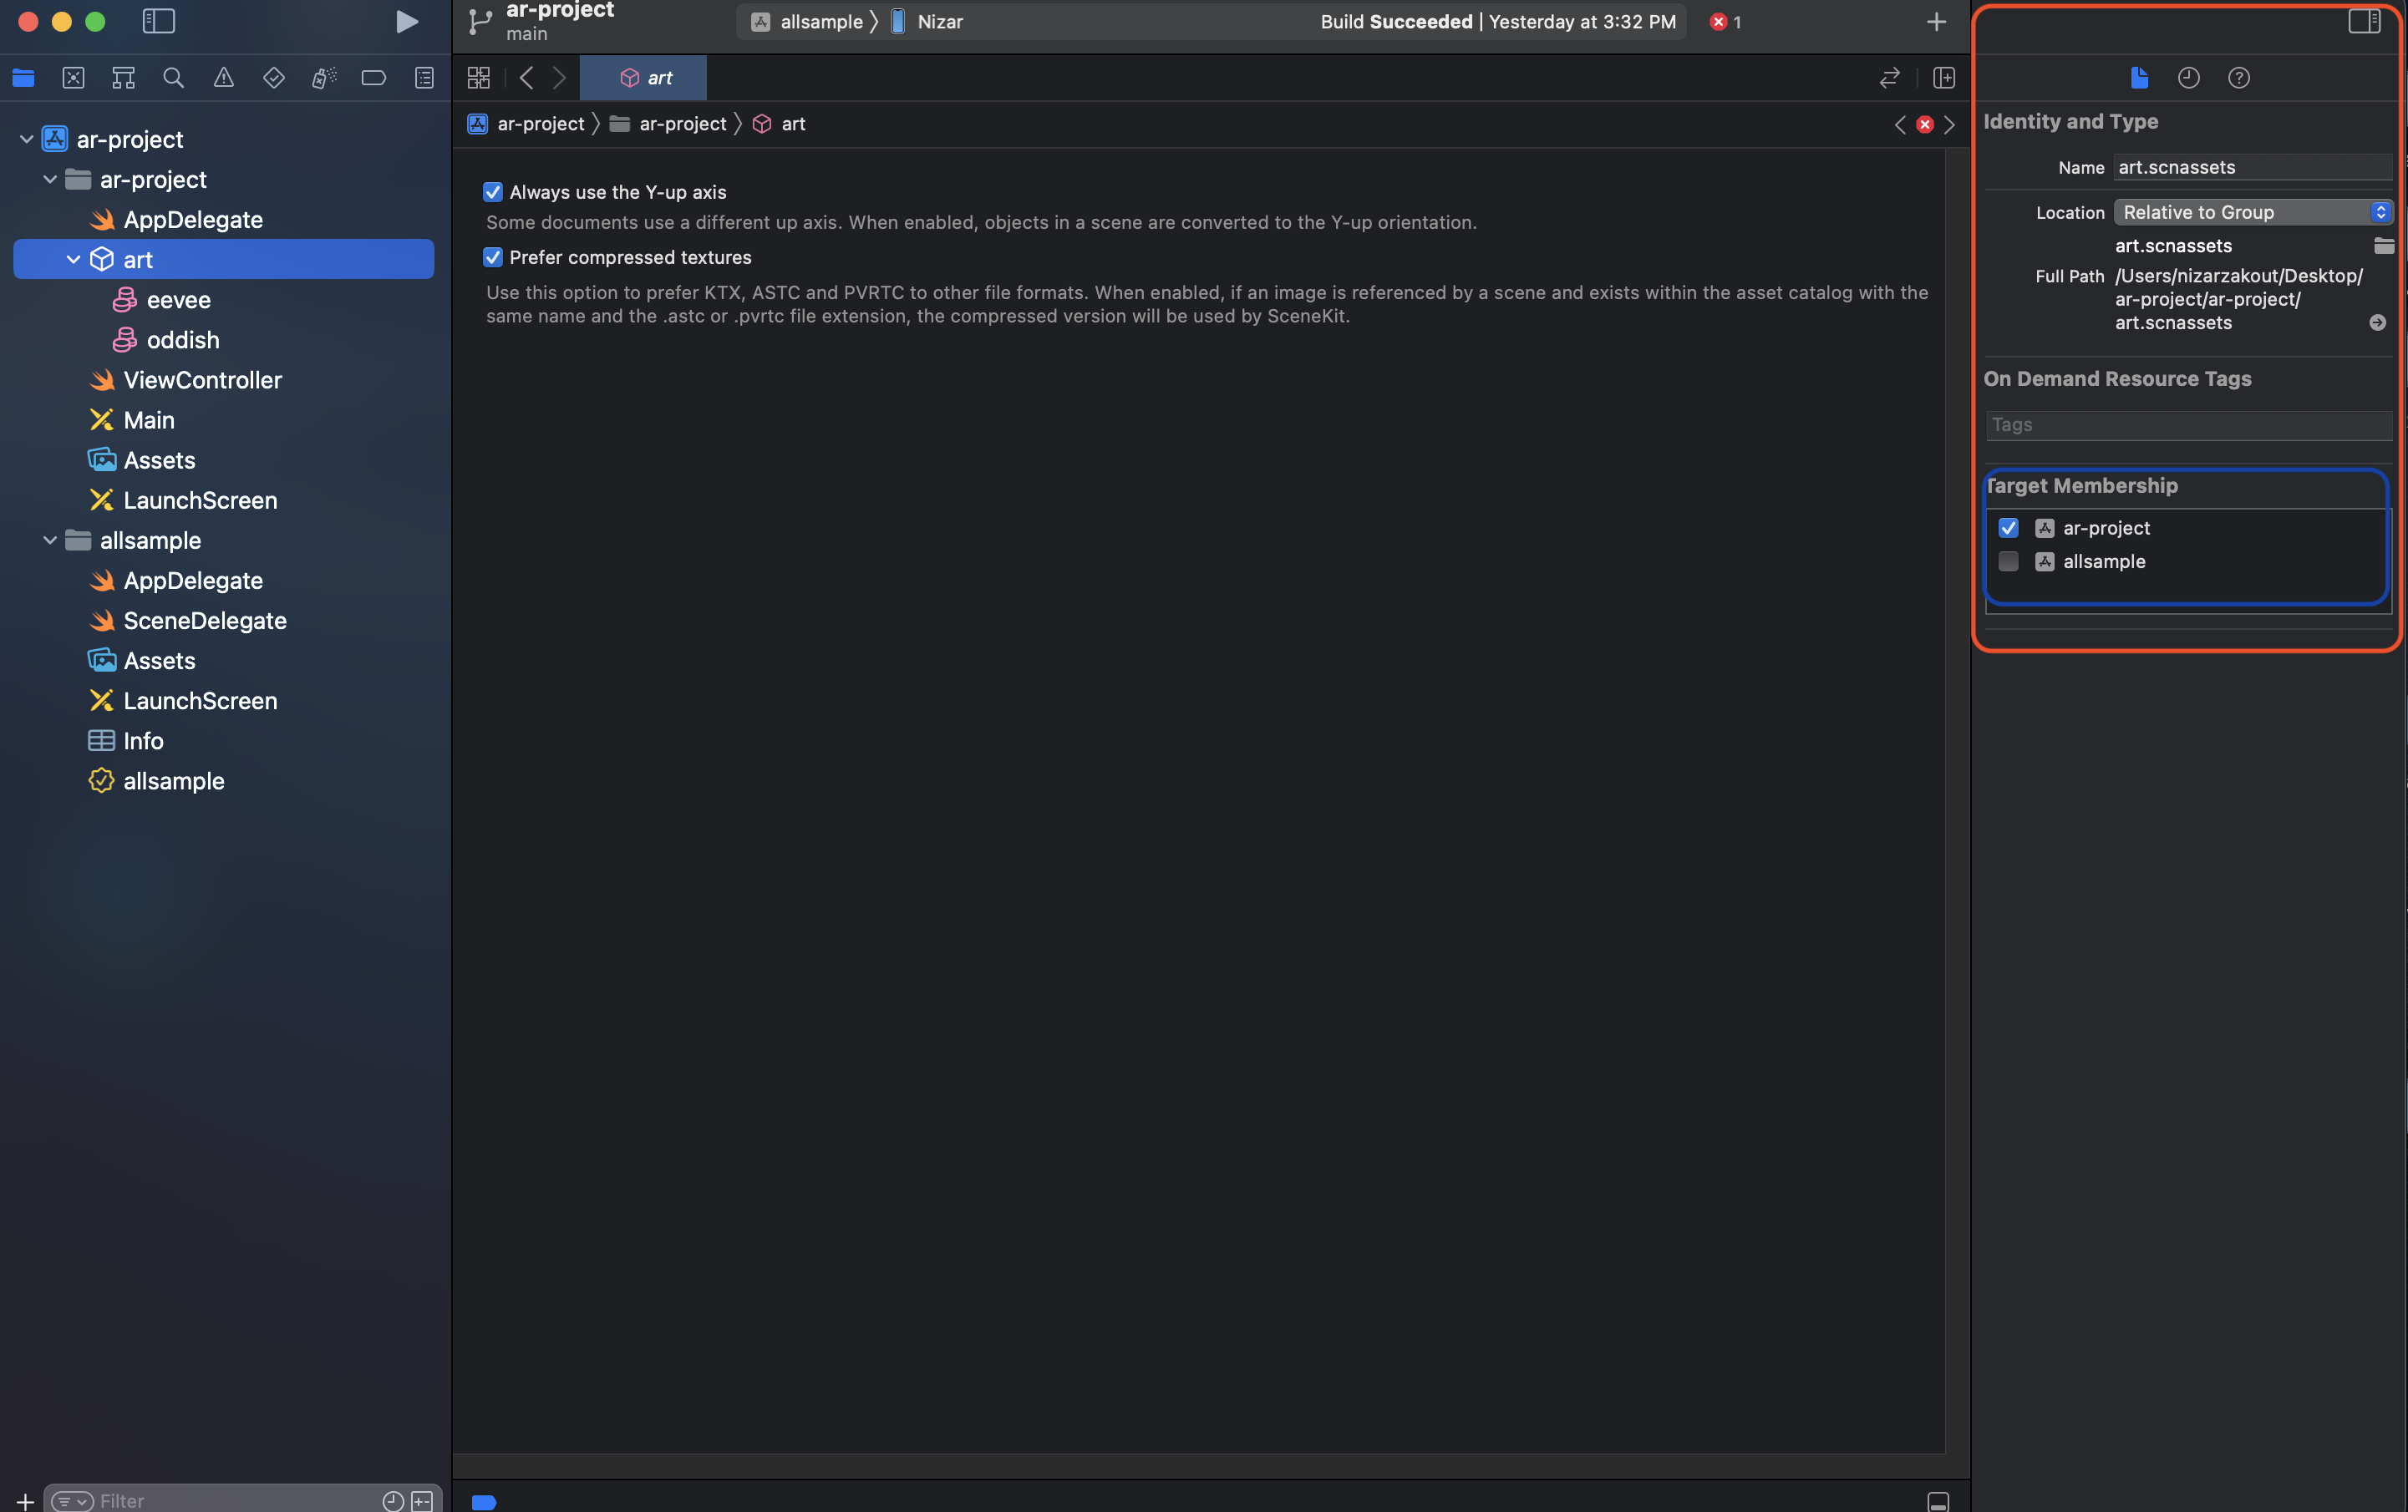 ar-project
main
allsample
Nizar
Build Succeeded | Yesterday at 3:32 PM
1
art
ar-project
ar-project
art
ar-project
ar-project
AppDelegate
art
eevee
oddish
ViewController
Main
Assets
LaunchScreen
allsample
AppDelegate
SceneDelegate
Assets
LaunchScreen
Info
allsample
Filter
Always use the Y-up axis
Some documents use a different up axis. When enabled, objects in a scene are converted to the Y-up orientation.
Prefer compressed textures
Use this option to prefer KTX, ASTC and PVRTC to other file formats. When enabled, if an image is referenced by a scene and exists within the asset catalog with the
same name and the .astc or .pvrtc file extension, the compressed version will be used by SceneKit.
Identity and Type
Name art.scnassets
Location Relative to Group
art.scnassets
Full Path /Users/nizarzakout/Desktop/
ar-project/ar-project/
art.scnassets
On Demand Resource Tags
Tags
Target Membership
ar-project
allsample